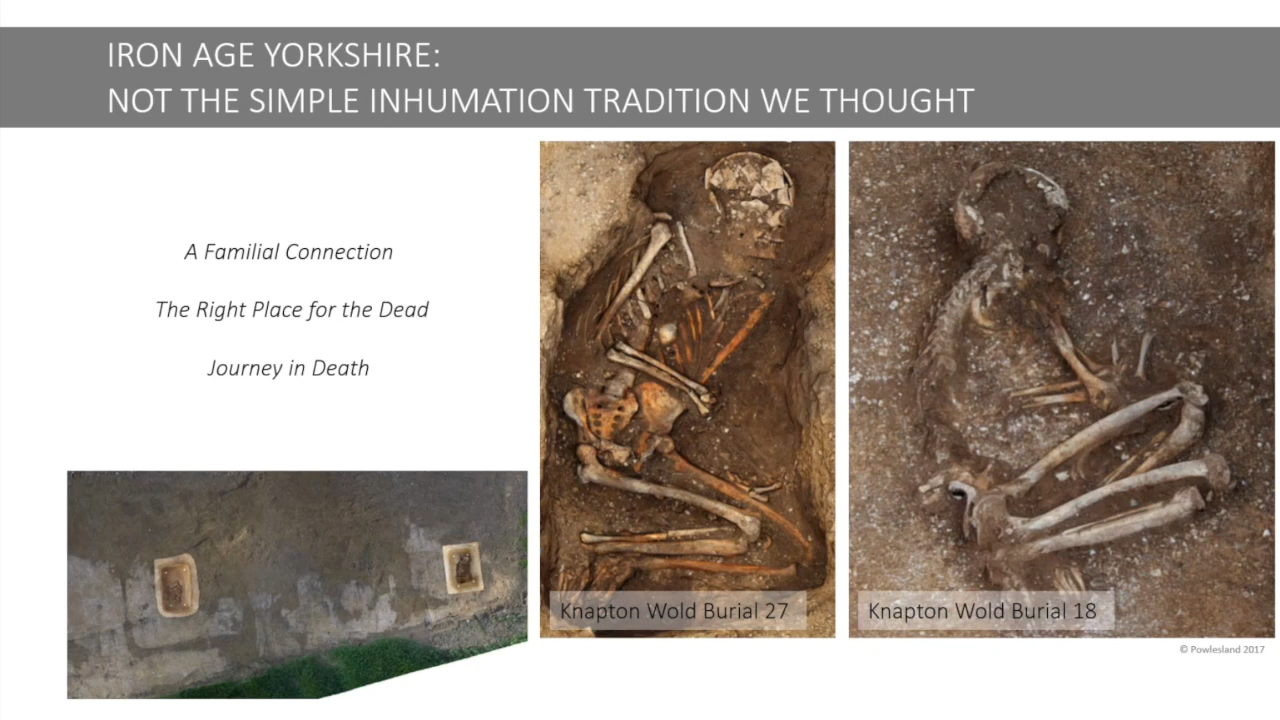 IRON AGE YORKSHIRE:
NOT THE SIMPLE INHUMATION TRADITION WE THOUGHT
A Familial Connection
The Right Place for the Dead
Journey in Death
Knapton Wold Burial 27
Knapton Wold Burial 18
© Powlesland 2017